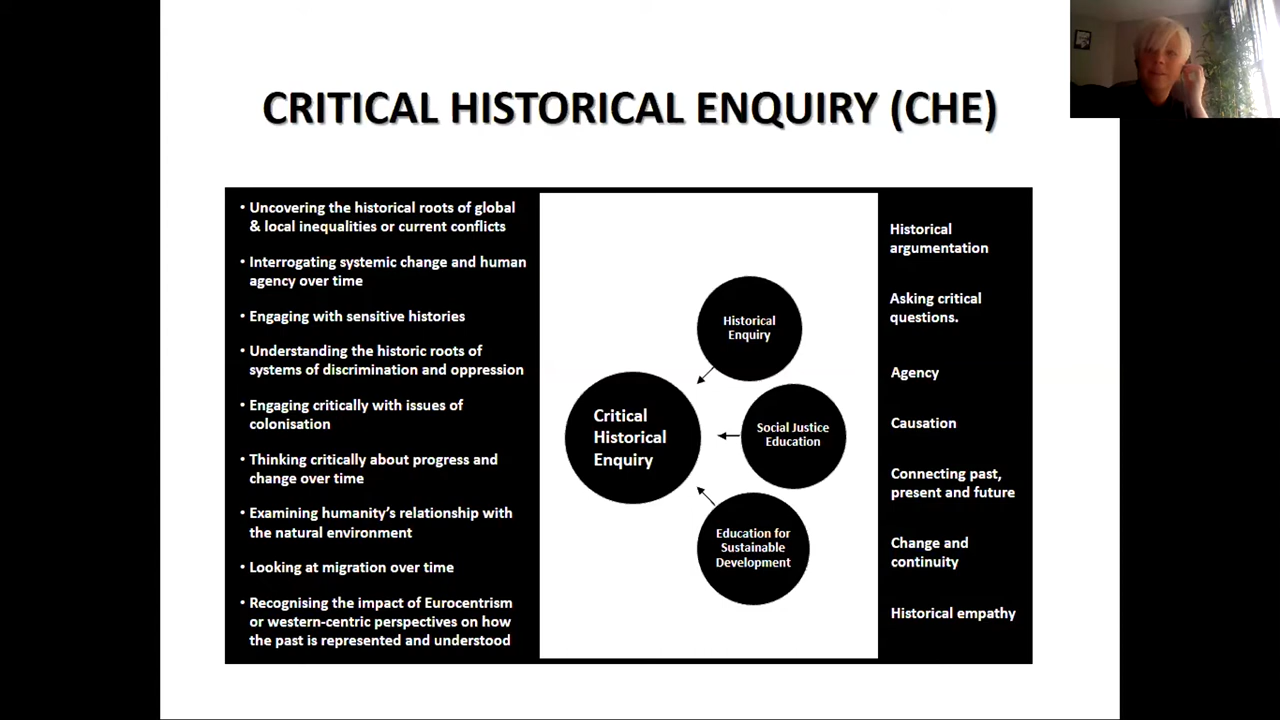 CRITICAL HISTORICAL ENQUIRY (CHE)
• Uncovering the historical roots of global
& local inequalities or current conflicts
• Interrogating systemic change and human
agency over time
• Engaging with sensitive histories
• Understanding the historic roots of
systems of discrimination and oppression
• Engaging critically with issues of
colonisation
• Thinking critically about progress and
change over time
• Examining humanity’s relationship with
the natural environment
• Looking at migration over time
• Recognising the impact of Eurocentrism
or western-centric perspectives on how
the past is represented and understood
Critical
Historical
Enquiry
Historical
Enquiry
Social Justice
Education
Education for
Sustainable
Development
Historical
argumentation
Asking critical
questions.
Agency
Causation
Connecting past,
present and future
Change and
continuity
Historical empathy